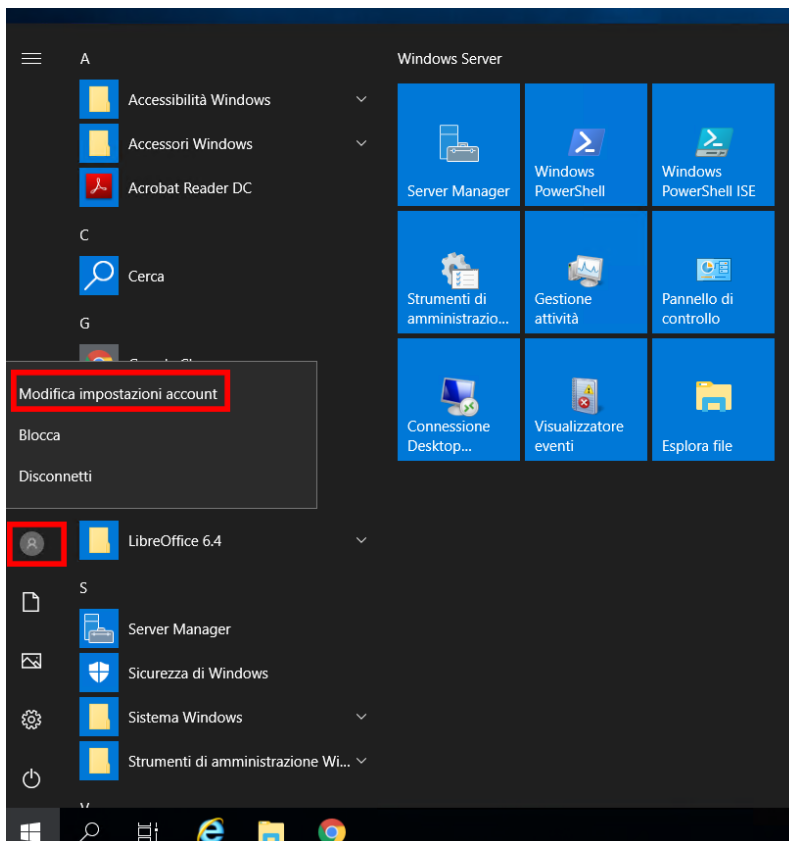 A
Accessibilità Windows
Accessori Windows
Acrobat Reader DC
C
Cerca
G
Modifica impostazioni account
Blocca
Disconnetti
LibreOffice 6.4
S
Server Manager
Sicurezza di Windows
Sistema Windows
Strumenti di amministrazione Wi...
Windows Server
Server Manager
Windows
PowerShell
Windows
PowerShell ISE
Strumenti di
amministrazio...
Gestione
attività
Pannello di
controllo
Connessione
Desktop...
Visualizzatore
eventi
Esplora file